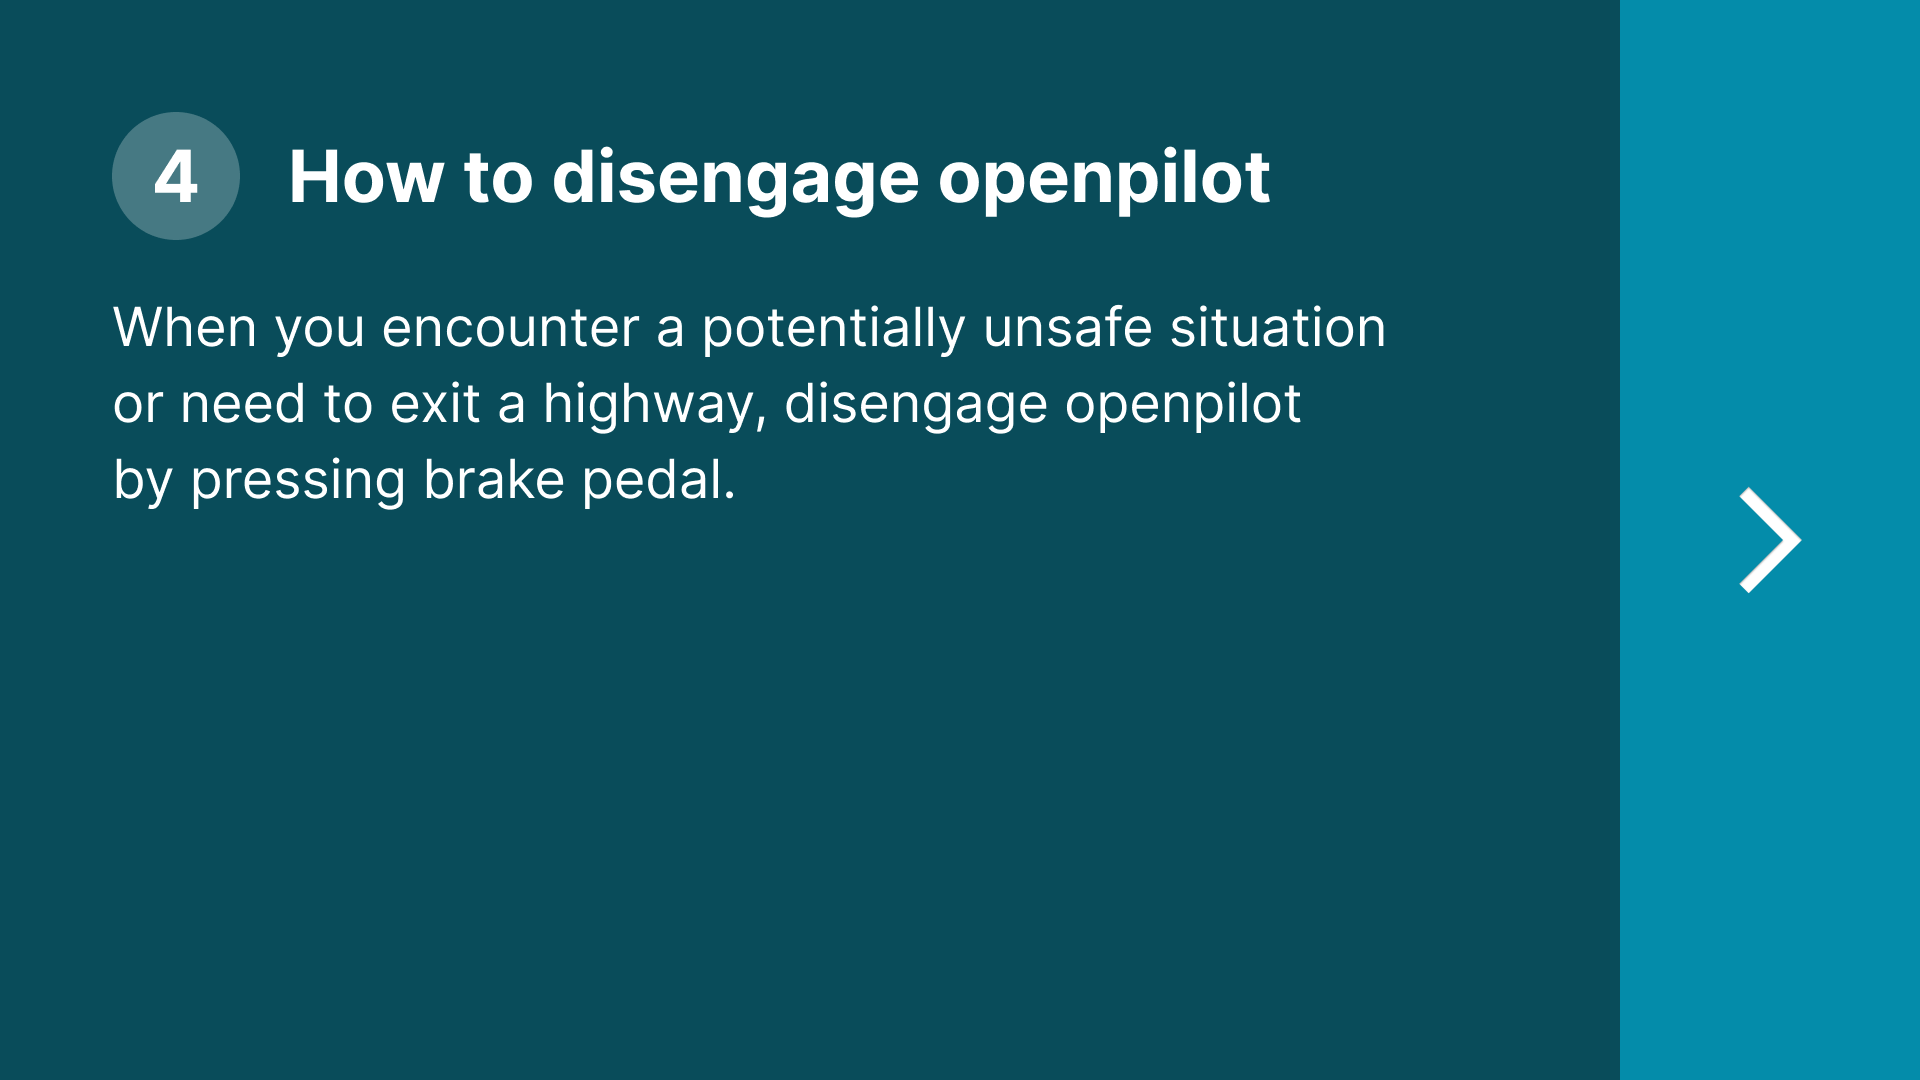 4 How to disengage openpilot
When you encounter a potentially unsafe situation
or need to exit a highway, disengage openpilot
by pressing brake pedal.